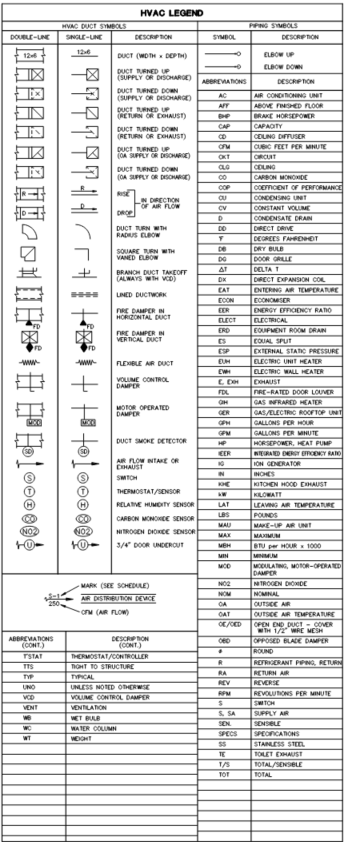 HVAC LEGEND
HVAC DUCT SYMBOLS
DOUBLE-LINE SINGLE-LINE DESCRIPTION
12x6 12x6 DUCT (WIDTH x DEPTH)
DUCT TURNED UP
(SUPPLY OR DISCHARGE)
DUCT TURNED DOWN
(SUPPLY OR DISCHARGE)
DUCT TURNED UP
(RETURN OR EXHAUST)
DUCT TURNED DOWN
(RETURN OR EXHAUST)
DUCT TURNED UP
(OA SUPPLY OR DISCHARGE)
DUCT TURNED DOWN
(OA SUPPLY OR DISCHARGE)
R R RISE
IN DIRECTION
OF AIR FLOW
D D DROP
DUCT TURN WITH
RADIUS ELBOW
SQUARE TURN WITH
VANED ELBOW
BRANCH DUCT TAKEOFF
(ALWAYS WITH VCD)
LINED DUCTWORK
FIRE DAMPER IN
HORIZONTAL DUCT
FD FD
FIRE DAMPER IN
VERTICAL DUCT
FD FD
FLEXIBLE AIR DUCT
VOLUME CONTROL
DAMPER
MOTOR OPERATED
DAMPER
MOD MOD
DUCT SMOKE DETECTOR
SD SD
AIR FLOW INTAKE OR
EXHAUST
S S SWITCH
T T THERMOSTAT/SENSOR
H H RELATIVE HUMIDITY SENSOR
CO CO CARBON MONOXIDE SENSOR
NO2 NO2 NITROGEN DIOXIDE SENSOR
U U 3/4" DOOR UNDERCUT
MARK (SEE SCHEDULE)
S-1 AIR DISTRIBUTION DEVICE
250
CFM (AIR FLOW)
ABBREVIATIONS (CONT.) DESCRIPTION (CONT.)
T'STAT THERMOSTAT/CONTROLLER
TTS TIGHT TO STRUCTURE
TYP TYPICAL
UNO UNLESS NOTED OTHERWISE
VCD VOLUME CONTROL DAMPER
VENT VENTILATION
WB WET BULB
WC WATER COLUMN
WT WEIGHT
PIPING SYMBOLS
SYMBOL DESCRIPTION
ELBOW UP
ELBOW DOWN
ABBREVIATIONS DESCRIPTION
AC AIR CONDITIONING UNIT
AFF ABOVE FINISHED FLOOR
BHP BRAKE HORSEPOWER
CAP CAPACITY
CD CEILING DIFFUSER
CFM CUBIC FEET PER MINUTE
CKT CIRCUIT
CLG CEILING
CO CARBON MONOXIDE
COP COEFFICIENT OF PERFORMANCE
CU CONDENSING UNIT
CV CONSTANT VOLUME
D CONDENSATE DRAIN
DD DIRECT DRIVE
°F DEGREES FAHRENHEIT
DB DRY BULB
DG DOOR GRILLE
ΔT DELTA T
DX DIRECT EXPANSION COIL
EAT ENTERING AIR TEMPERATURE
ECON ECONOMISER
EER ENERGY EFFICIENCY RATIO
ELECT ELECTRICAL
ERD EQUIPMENT ROOM DRAIN
ES EQUAL SPLIT
ESP EXTERNAL STATIC PRESSURE
EUH ELECTRIC UNIT HEATER
EWH ELECTRIC WALL HEATER
E, EXH EXHAUST
FDL FIRE-RATED DOOR LOUVER
GIH GAS INFRARED HEATER
GER GAS/ELECTRIC ROOFTOP UNIT
GPH GALLONS PER HOUR
GPM GALLONS PER MINUTE
HP HORSEPOWER, HEAT PUMP
IEER INTEGRATED ENERGY EFFICIENCY RATIO
IG ION GENERATOR
IN INCHES
KHE KITCHEN HOOD EXHAUST
kW KILOWATT
LAT LEAVING AIR TEMPERATURE
LBS POUNDS
MAU MAKE-UP AIR UNIT
MAX MAXIMUM
MBH BTU per HOUR x 1000
MIN MINIMUM
MOD MODULATING, MOTOR-OPERATED
DAMPER
NO2 NITROGEN DIOXIDE
NOM NOMINAL
OA OUTSIDE AIR
OAT OUTSIDE AIR TEMPERATURE
OE/OED OPEN END DUCT - COVER
WITH 1/2" WIRE MESH
OBD OPPOSED BLADE DAMPER
ø ROUND
R REFRIGERANT PIPING, RETURN
RA RETURN AIR
REV REVERSE
RPM REVOLUTIONS PER MINUTE
S SWITCH
S, SA SUPPLY AIR
SEN. SENSIBLE
SPECS SPECIFICATIONS
SS STAINLESS STEEL
TE TOILET EXHAUST
T/S TOTAL/SENSIBLE
TOT TOTAL